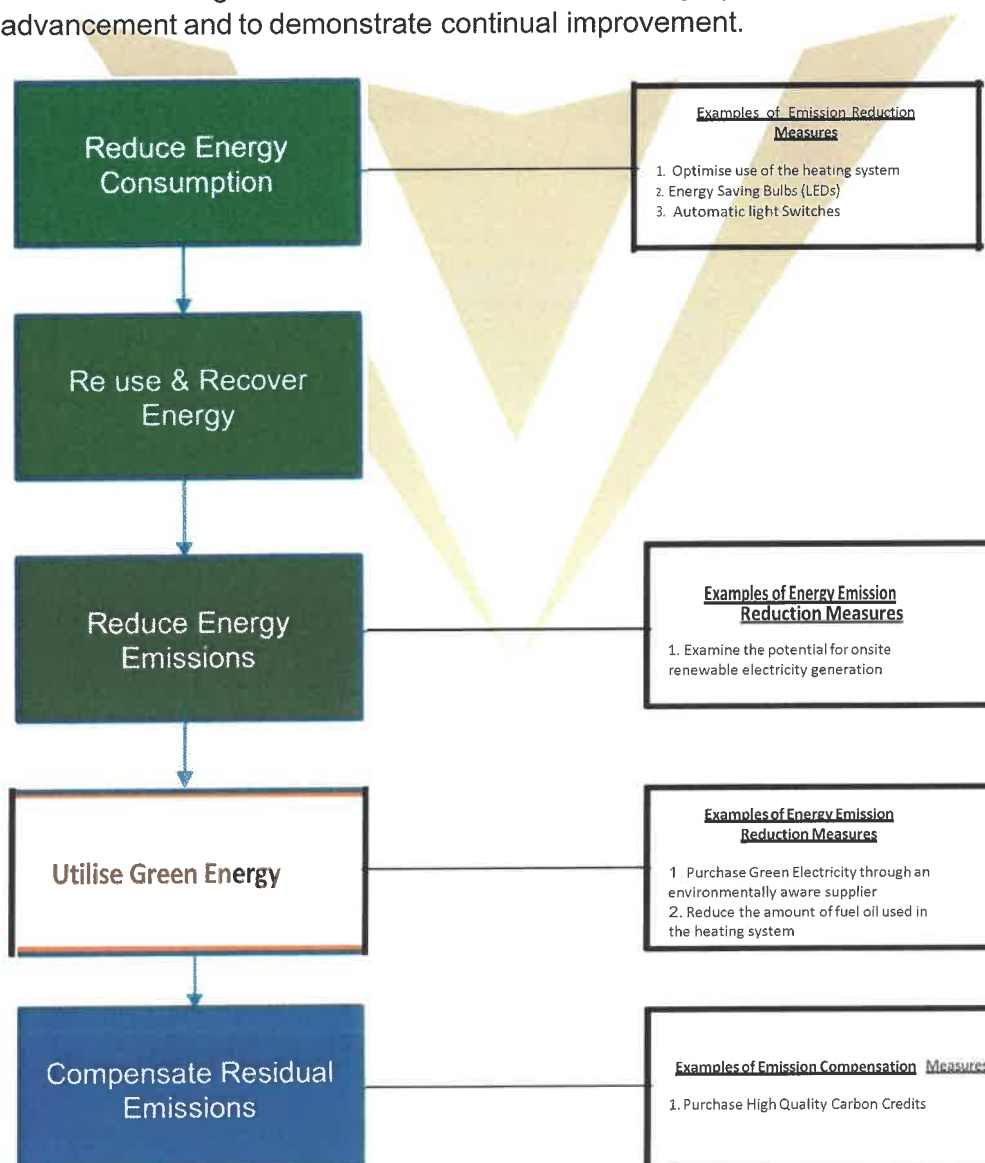 advancement and to demonstrate continual improvement.
Reduce Energy
Consumption
Examples of Emission Reduction
Measures
1. Optimise use of the heating system
2. Energy Saving Bulbs (LEDs)
3. Automatic light Switches
Re use & Recover
Energy
Reduce Energy
Emissions
Examples of Energy Emission
Reduction Measures
1. Examine the potential for onsite
renewable electricity generation
Utilise Green Energy
Examples of Energy Emission
Reduction Measures
1 Purchase Green Electricity through an
environmentally aware supplier
2. Reduce the amount of fuel oil used in
the heating system
Compensate Residual
Emissions
Examples of Emission Compensation Measures
1. Purchase High Quality Carbon Credits